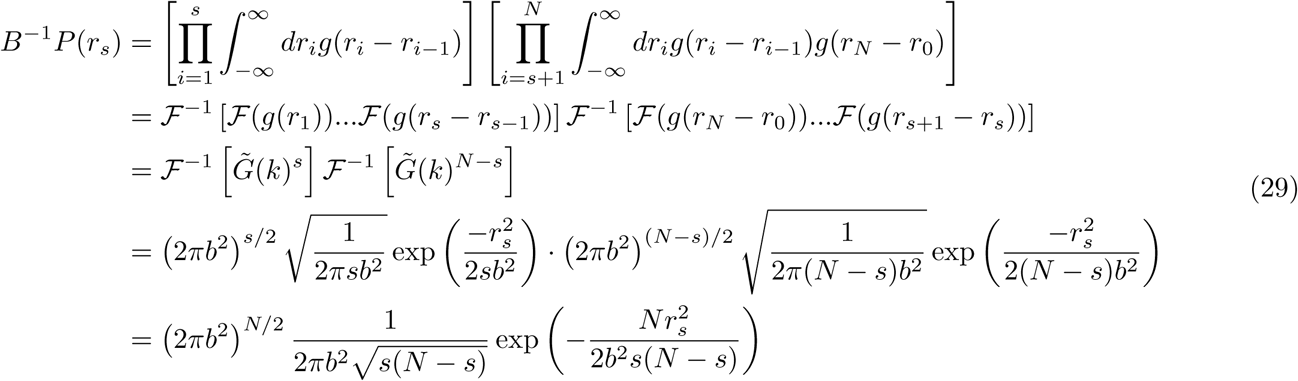 $B^{-1}P(r_s) = \left[\prod_{i=1}^{s} \int_{-\infty}^{\infty} dr_i g(r_i - r_{i-1})\right] \left[\prod_{i=s+1}^{N} \int_{-\infty}^{\infty} dr_i g(r_i - r_{i-1}) g(r_N - r_0)\right]$
$= \mathcal{F}^{-1}\left[\mathcal{F}(g(r_1))...\mathcal{F}(g(r_s - r_{s-1}))\right] \mathcal{F}^{-1}\left[\mathcal{F}(g(r_N - r_0))...\mathcal{F}(g(r_{s+1} - r_s))\right]$
$= \mathcal{F}^{-1}\left[\tilde{G}(k)^s\right] \mathcal{F}^{-1}\left[\tilde{G}(k)^{N-s}\right]$
(29)
$= \left(2\pi b^2\right)^{s/2} \sqrt{\frac{1}{2\pi s b^2}} \exp\left(\frac{-r_s^2}{2sb^2}\right) \cdot \left(2\pi b^2\right)^{(N-s)/2} \sqrt{\frac{1}{2\pi(N-s)b^2}} \exp\left(\frac{-r_s^2}{2(N-s)b^2}\right)$
$= \left(2\pi b^2\right)^{N/2} \frac{1}{2\pi b^2 \sqrt{s(N-s)}} \exp\left(-\frac{N r_s^2}{2b^2 s(N-s)}\right)$